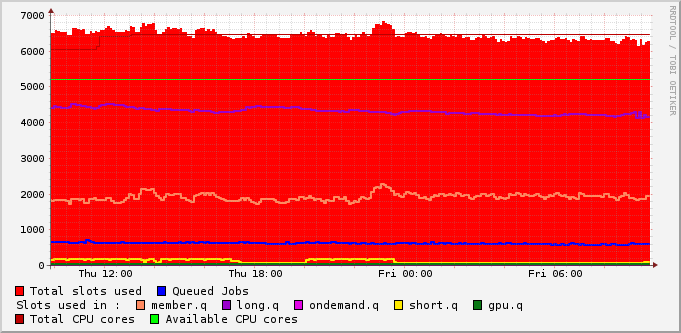 7000
6000
5000
4000
3000
2000
1000
0
Thu 12:00 Thu 18:00 Fri 00:00 Fri 06:00
RRDTOOL / TOBI OETIKER
Total slots used Queued Jobs
Slots used in : member.q long.q ondemand.q short.q gpu.q
Total CPU cores Available CPU cores